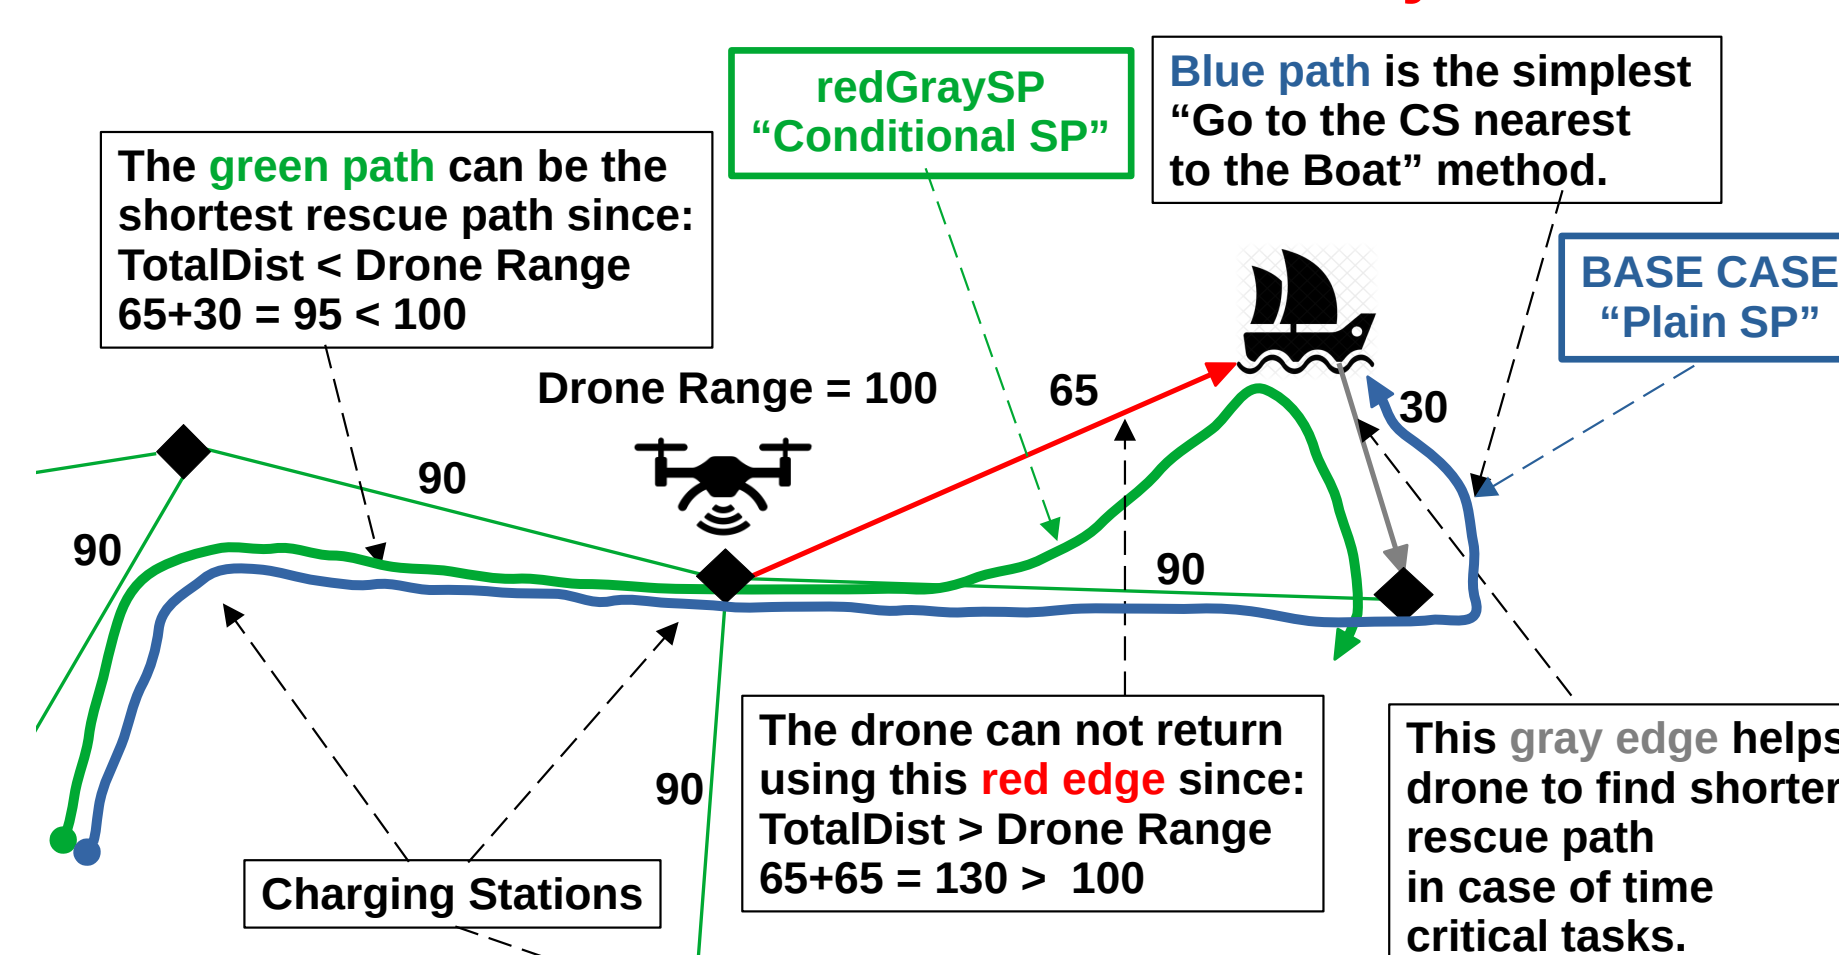 redGraySP
“Conditional SP”
Blue path is the simplest
“Go to the CS nearest
to the Boat” method.
The green path can be the
shortest rescue path since:
TotalDist < Drone Range
65+30 = 95 < 100
BASE CASE
“Plain SP”
Drone Range = 100
65
30
90
90
90
90
The drone can not return
using this red edge since:
TotalDist > Drone Range
65+65 = 130 > 100
This gray edge helps
drone to find shorter
rescue path
in case of time
critical tasks.
Charging Stations